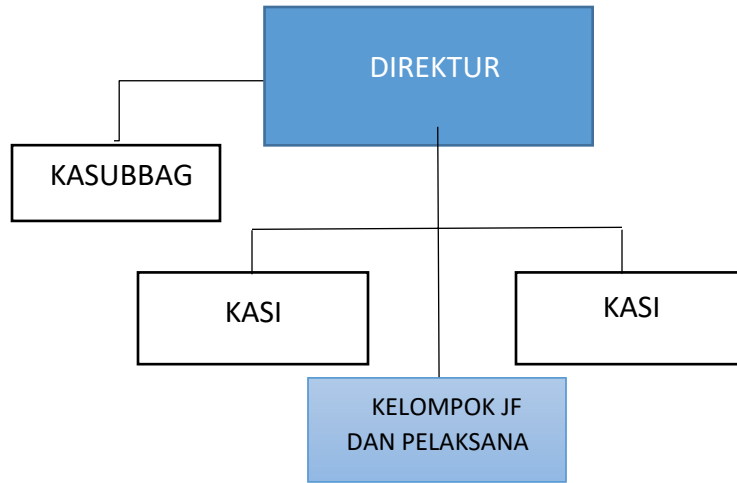 DIREKTUR
KASUBBAG
KASI
KASI
KELOMPOK JF
DAN PELAKSANA